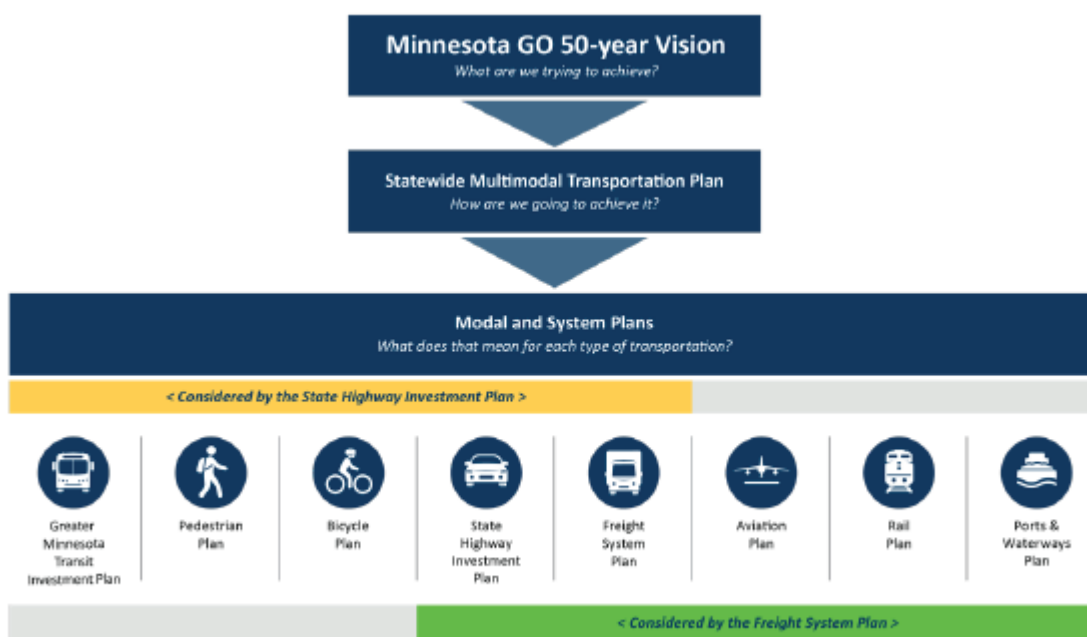 Minnesota GO 50-year Vision
What are we trying to achieve?
Statewide Multimodal Transportation Plan
How are we going to achieve it?
Modal and System Plans
What does that mean for each type of transportation?
< Considered by the State Highway Investment Plan >
Greater
Minnesota
Transit
Investment Plan
Pedestrian
Plan
Bicycle
Plan
State
Highway
Investment
Plan
Freight
System
Plan
Aviation
Plan
Rail
Plan
Ports &
Waterways
Plan
< Considered by the Freight System Plan >